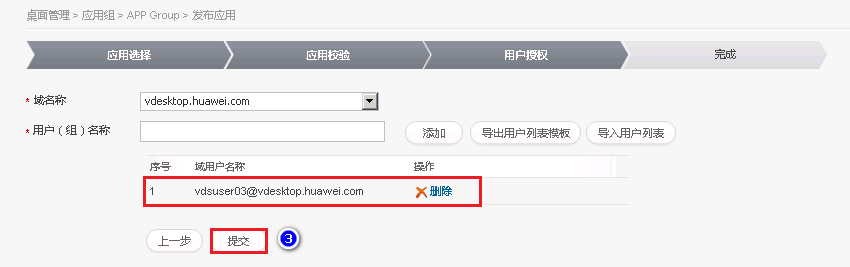 桌面管理 > 应用组 > APP Group > 发布应用
应用选择 应用校验 用户授权 完成
* 域名称 vdesktop.huawei.com
* 用户（组）名称 添加 导出用户列表模板 导入用户列表
序号 域用户名称 操作
1 vdsuser03@vdesktop.huawei.com 删除
上一步 提交 3